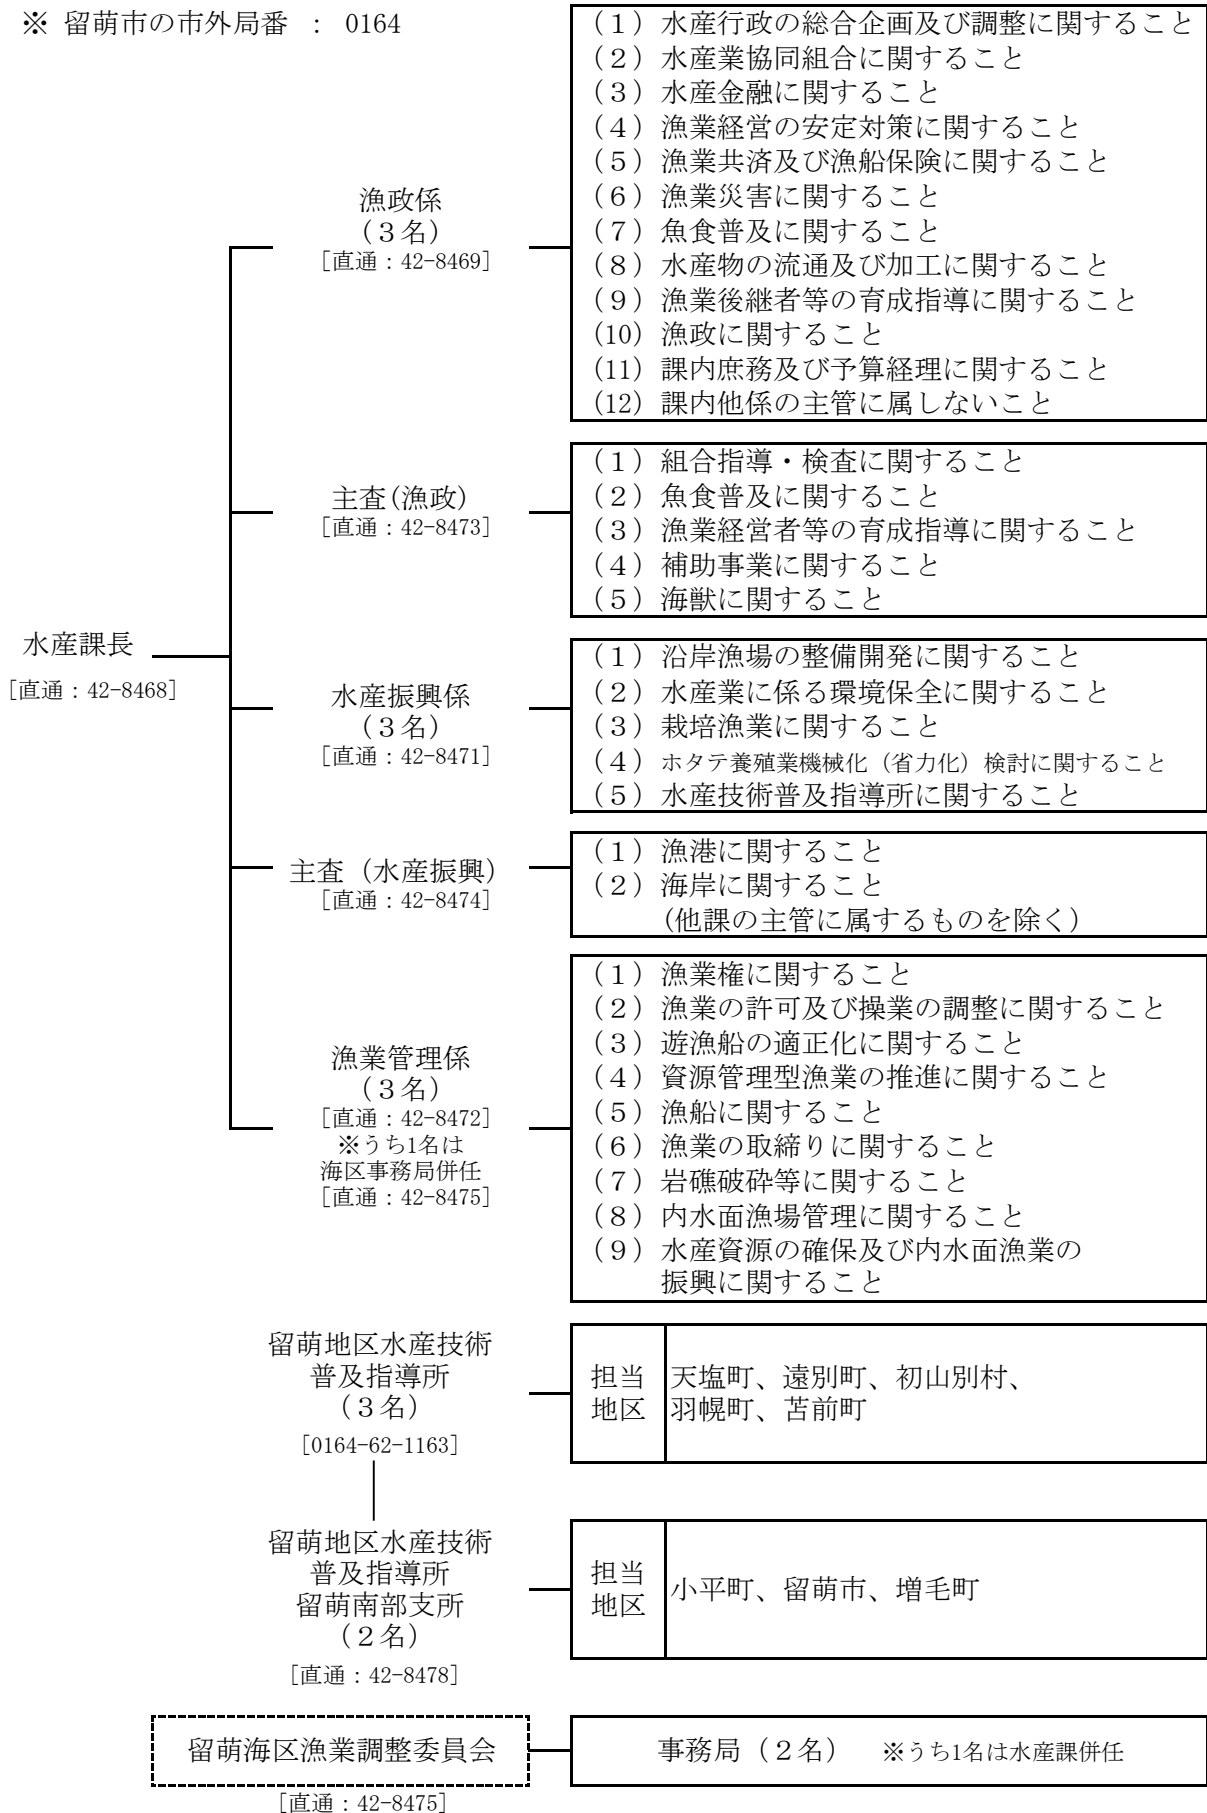 ※ 留萌市の市外局番 : 0164
水産課長
[直通：42-8468]
漁政係
（３名）
[直通：42-8469]
（１）水産行政の総合企画及び調整に関すること
（２）水産業協同組合に関すること
（３）水産金融に関すること
（４）漁業経営の安定対策に関すること
（５）漁業共済及び漁船保険に関すること
（６）漁業災害に関すること
（７）魚食普及に関すること
（８）水産物の流通及び加工に関すること
（９）漁業後継者等の育成指導に関すること
(10) 漁政に関すること
(11) 課内庶務及び予算経理に関すること
(12) 課内他係の主管に属しないこと
主査(漁政)
[直通：42-8473]
（１）組合指導・検査に関すること
（２）魚食普及に関すること
（３）漁業経営者等の育成指導に関すること
（４）補助事業に関すること
（５）海獣に関すること
水産振興係
（３名）
[直通：42-8471]
（１）沿岸漁場の整備開発に関すること
（２）水産業に係る環境保全に関すること
（３）栽培漁業に関すること
（４）ホタテ養殖業機械化（省力化）検討に関すること
（５）水産技術普及指導所に関すること
主査（水産振興）
[直通：42-8474]
（１）漁港に関すること
（２）海岸に関すること
（他課の主管に属するものを除く）
漁業管理係
（３名）
[直通：42-8472]
※うち1名は
海区事務局併任
[直通：42-8475]
（１）漁業権に関すること
（２）漁業の許可及び操業の調整に関すること
（３）遊漁船の適正化に関すること
（４）資源管理型漁業の推進に関すること
（５）漁船に関すること
（６）漁業の取締りに関すること
（７）岩礁破砕等に関すること
（８）内水面漁場管理に関すること
（９）水産資源の確保及び内水面漁業の
振興に関すること
留萌地区水産技術
普及指導所
（３名）
[0164-62-1163]
担当
地区
天塩町、遠別町、初山別村、
羽幌町、苫前町
留萌地区水産技術
普及指導所
留萌南部支所
（２名）
[直通：42-8478]
担当
地区
小平町、留萌市、増毛町
留萌海区漁業調整委員会
[直通：42-8475]
事務局（２名） ※うち1名は水産課併任